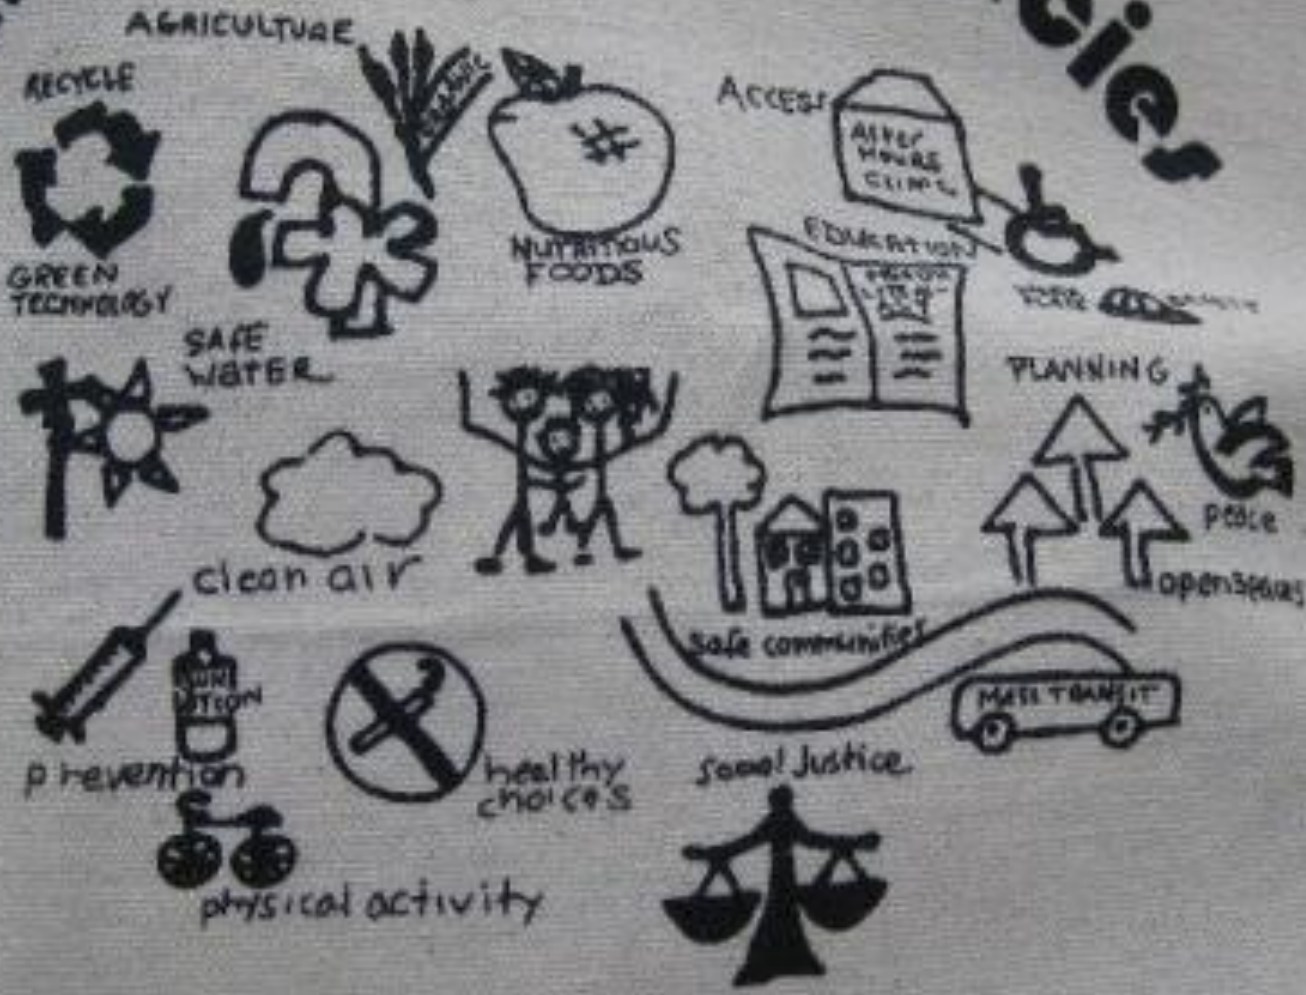 cies
AGRICULTURE
RECYCLE
ORGANIC
ACCESS
AFTER
HOURS
CLINIC
EDUCATION
NUTRITIOUS
FOODS
GREEN
TECHNOLOGY
SAFE
WATER
PLANNING
peace
clean air
open spaces
safe communities
MASS TRANSIT
prevention
healthy
choices
social Justice
physical activity